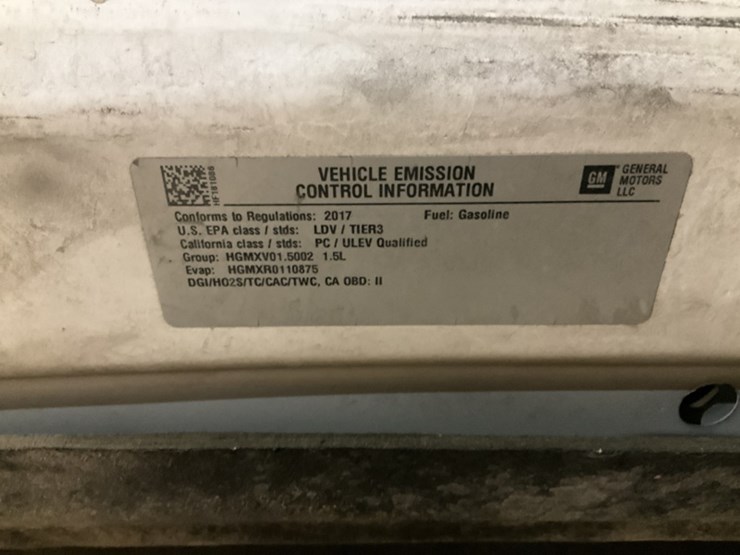 VEHICLE EMISSION
CONTROL INFORMATION
GM
GENERAL
MOTORS
LLC
Conforms to Regulations: 2017 Fuel: Gasoline
U.S. EPA class / stds: LDV / TIER3
California class / stds: PC / ULEV Qualified
Group: HGMXV01.5002 1.5L
Evap: HGMXR0110875
DGI/HO2S/TC/CAC/TWC, CA OBD: II